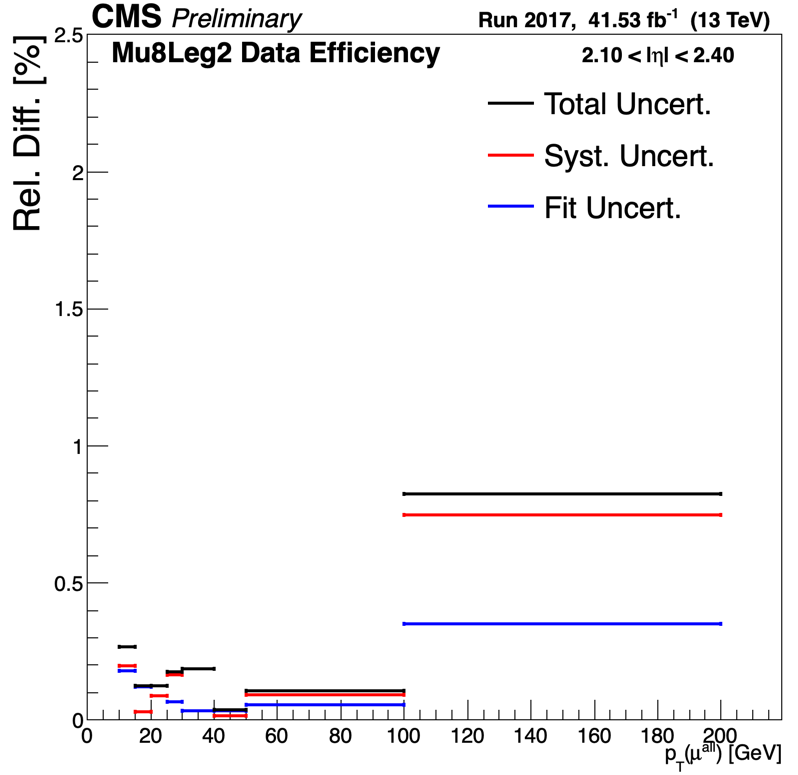 CMS Preliminary Run 2017, 41.53 fb⁻¹ (13 TeV)
Mu8Leg2 Data Efficiency 2.10 < |η| < 2.40
Total Uncert.
Syst. Uncert.
Fit Uncert.
Rel. Diff. [%]
2.5
2
1.5
1
0.5
0
0 20 40 60 80 100 120 140 160 180 200
p_T(μ^all) [GeV]